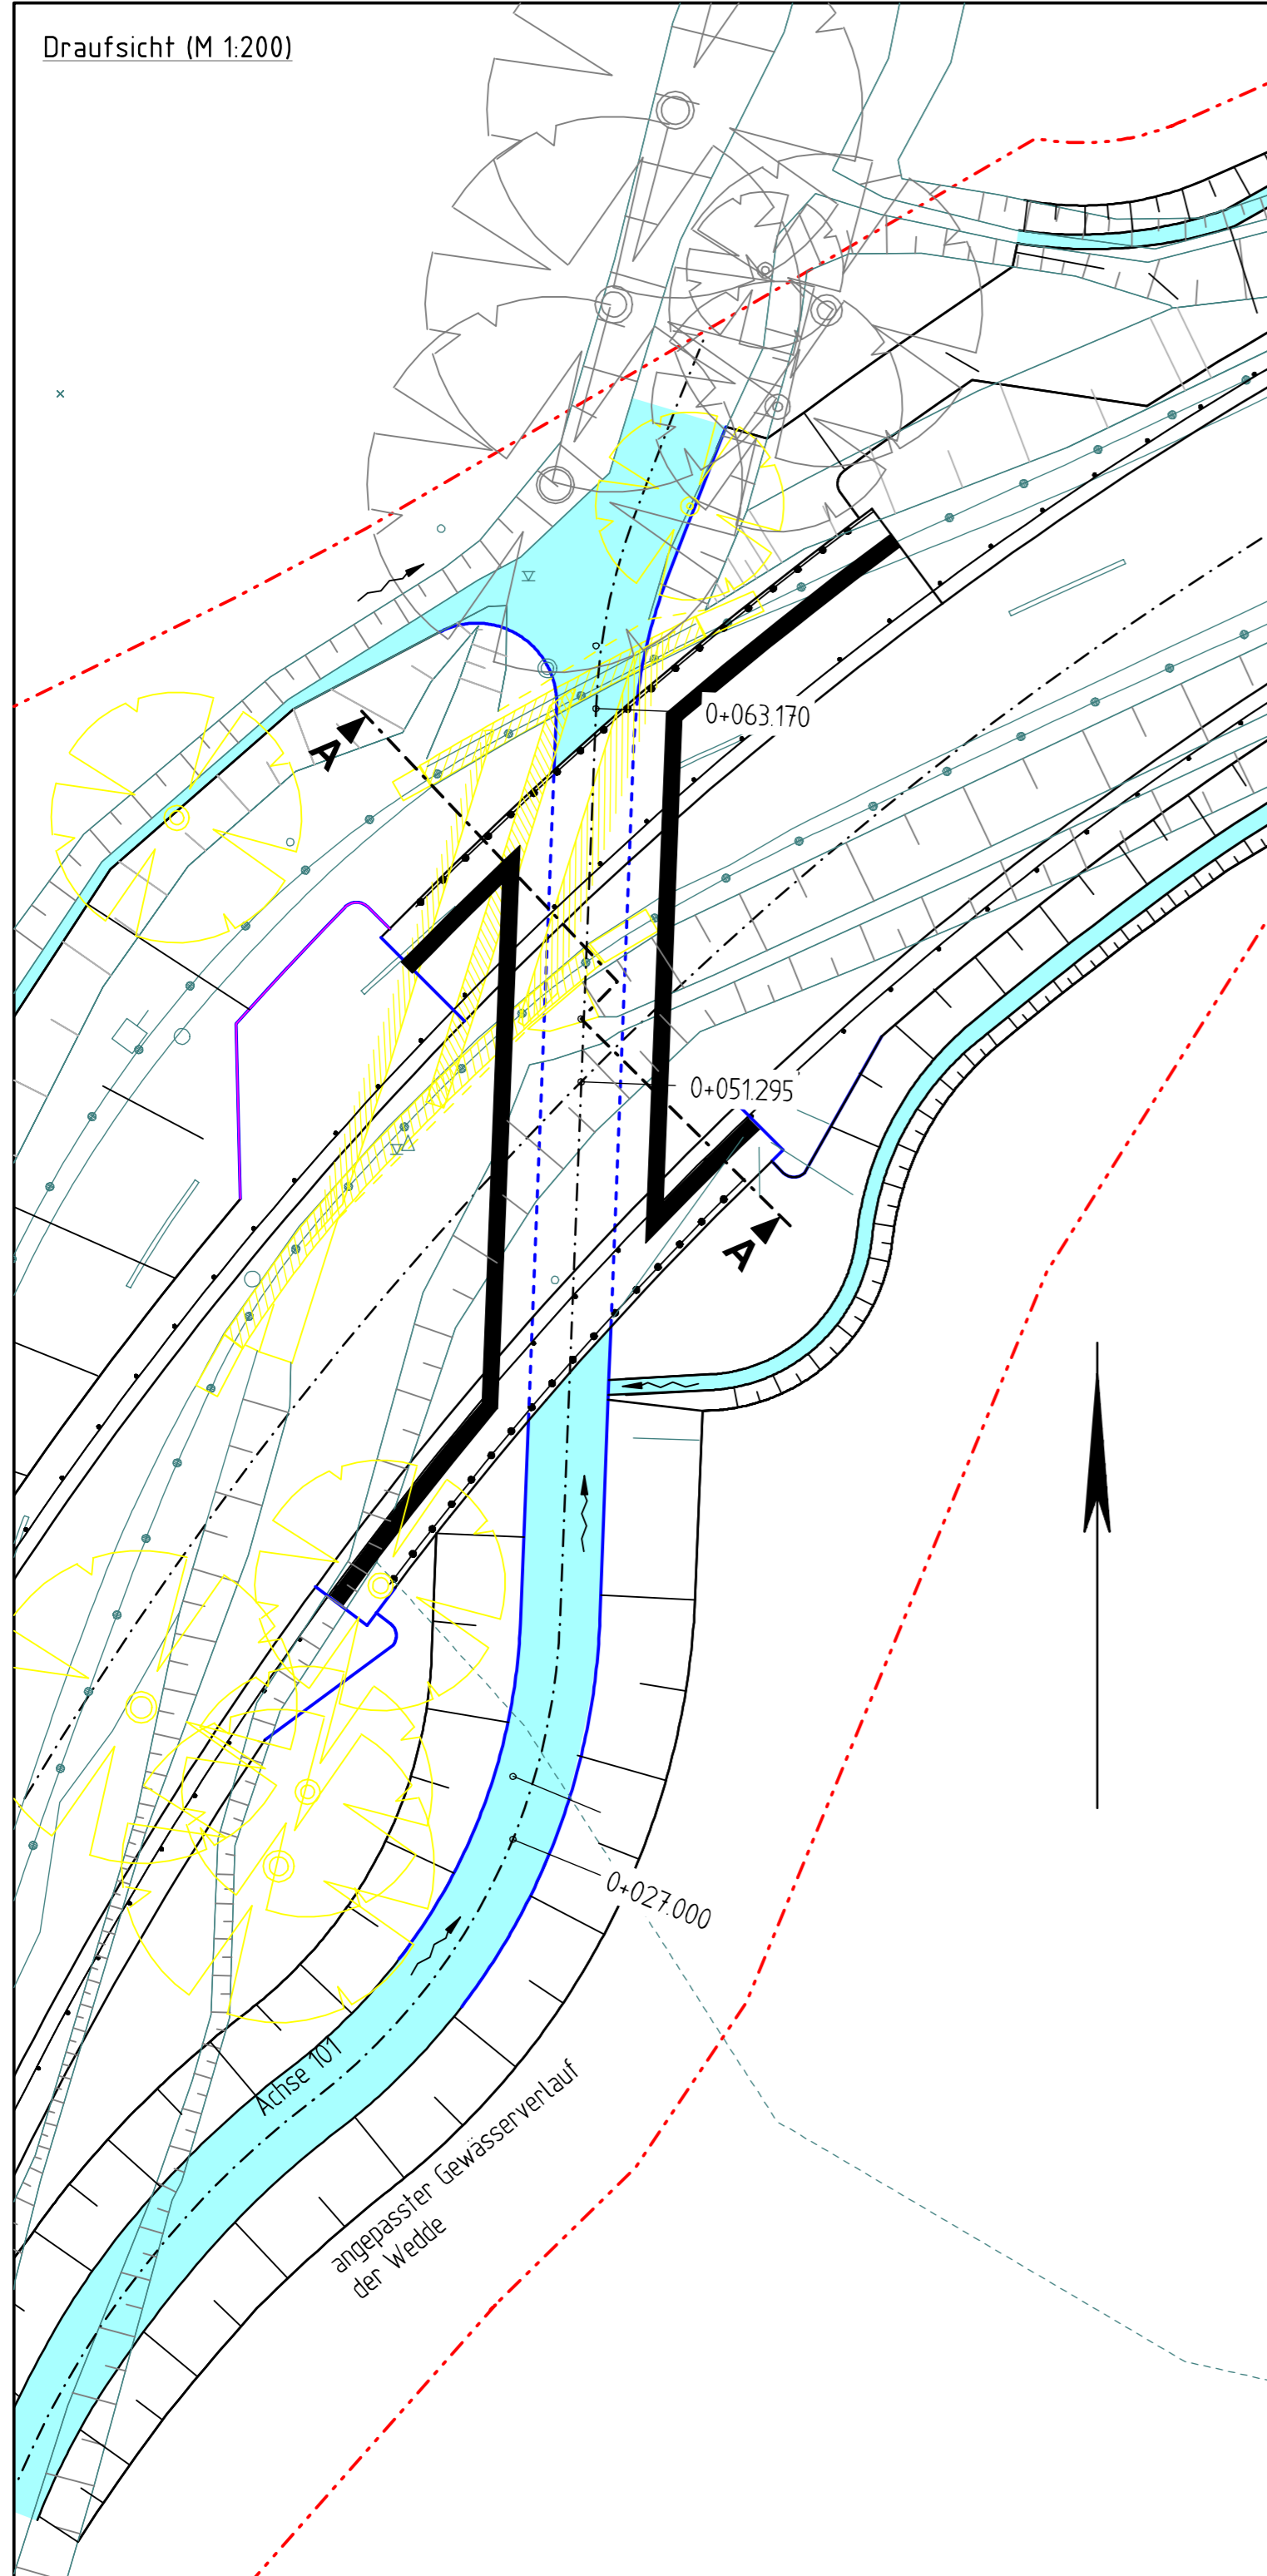 Draufsicht (M 1:200)
0+063.170
A
0+051.295
A
0+027.000
Achse 101
angepasster Gewässerverlauf
der Wedde